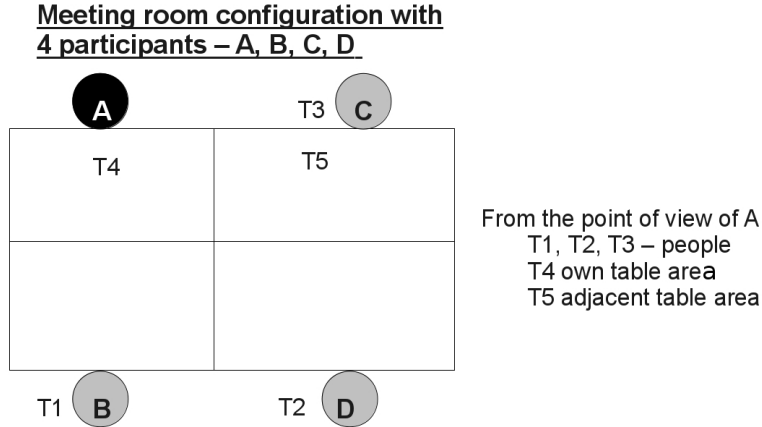 Meeting room configuration with
4 participants – A, B, C, D
A
T3 C
T4
T5
From the point of view of A
T1, T2, T3 – people
T4 own table area
T5 adjacent table area
T1 B
T2 D